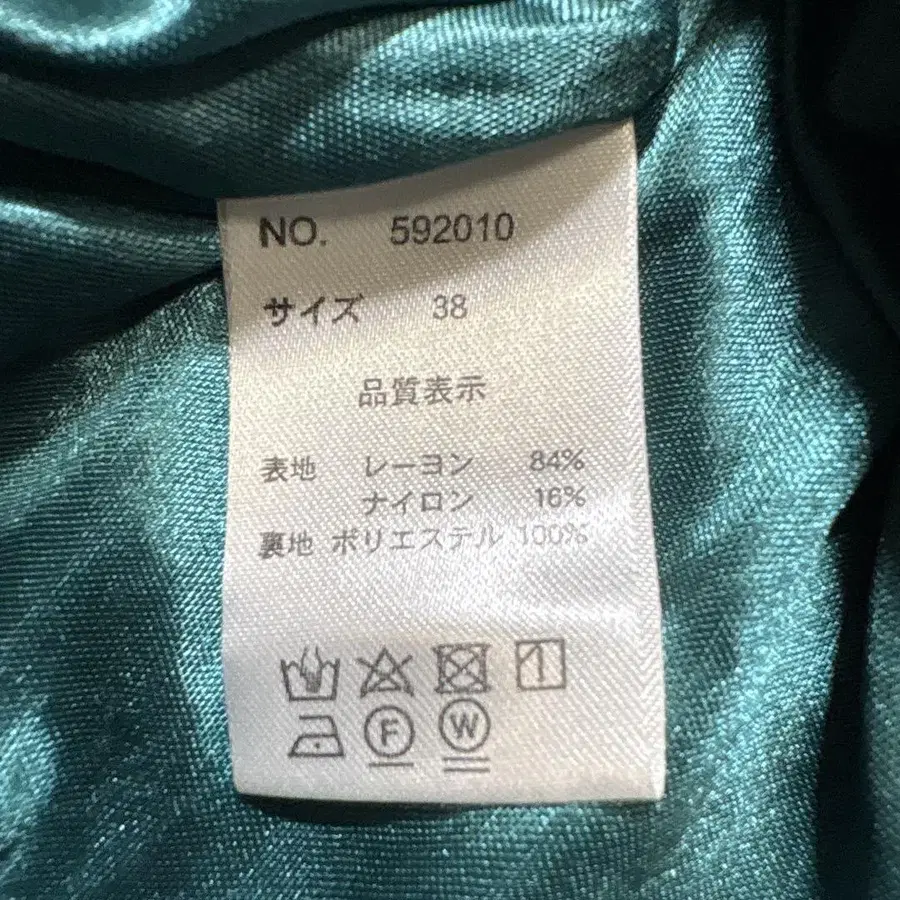 NO. 592010
サイズ 38
品質表示
表地 レーヨン 84%
ナイロン 16%
裏地 ポリエステル 100%
F W